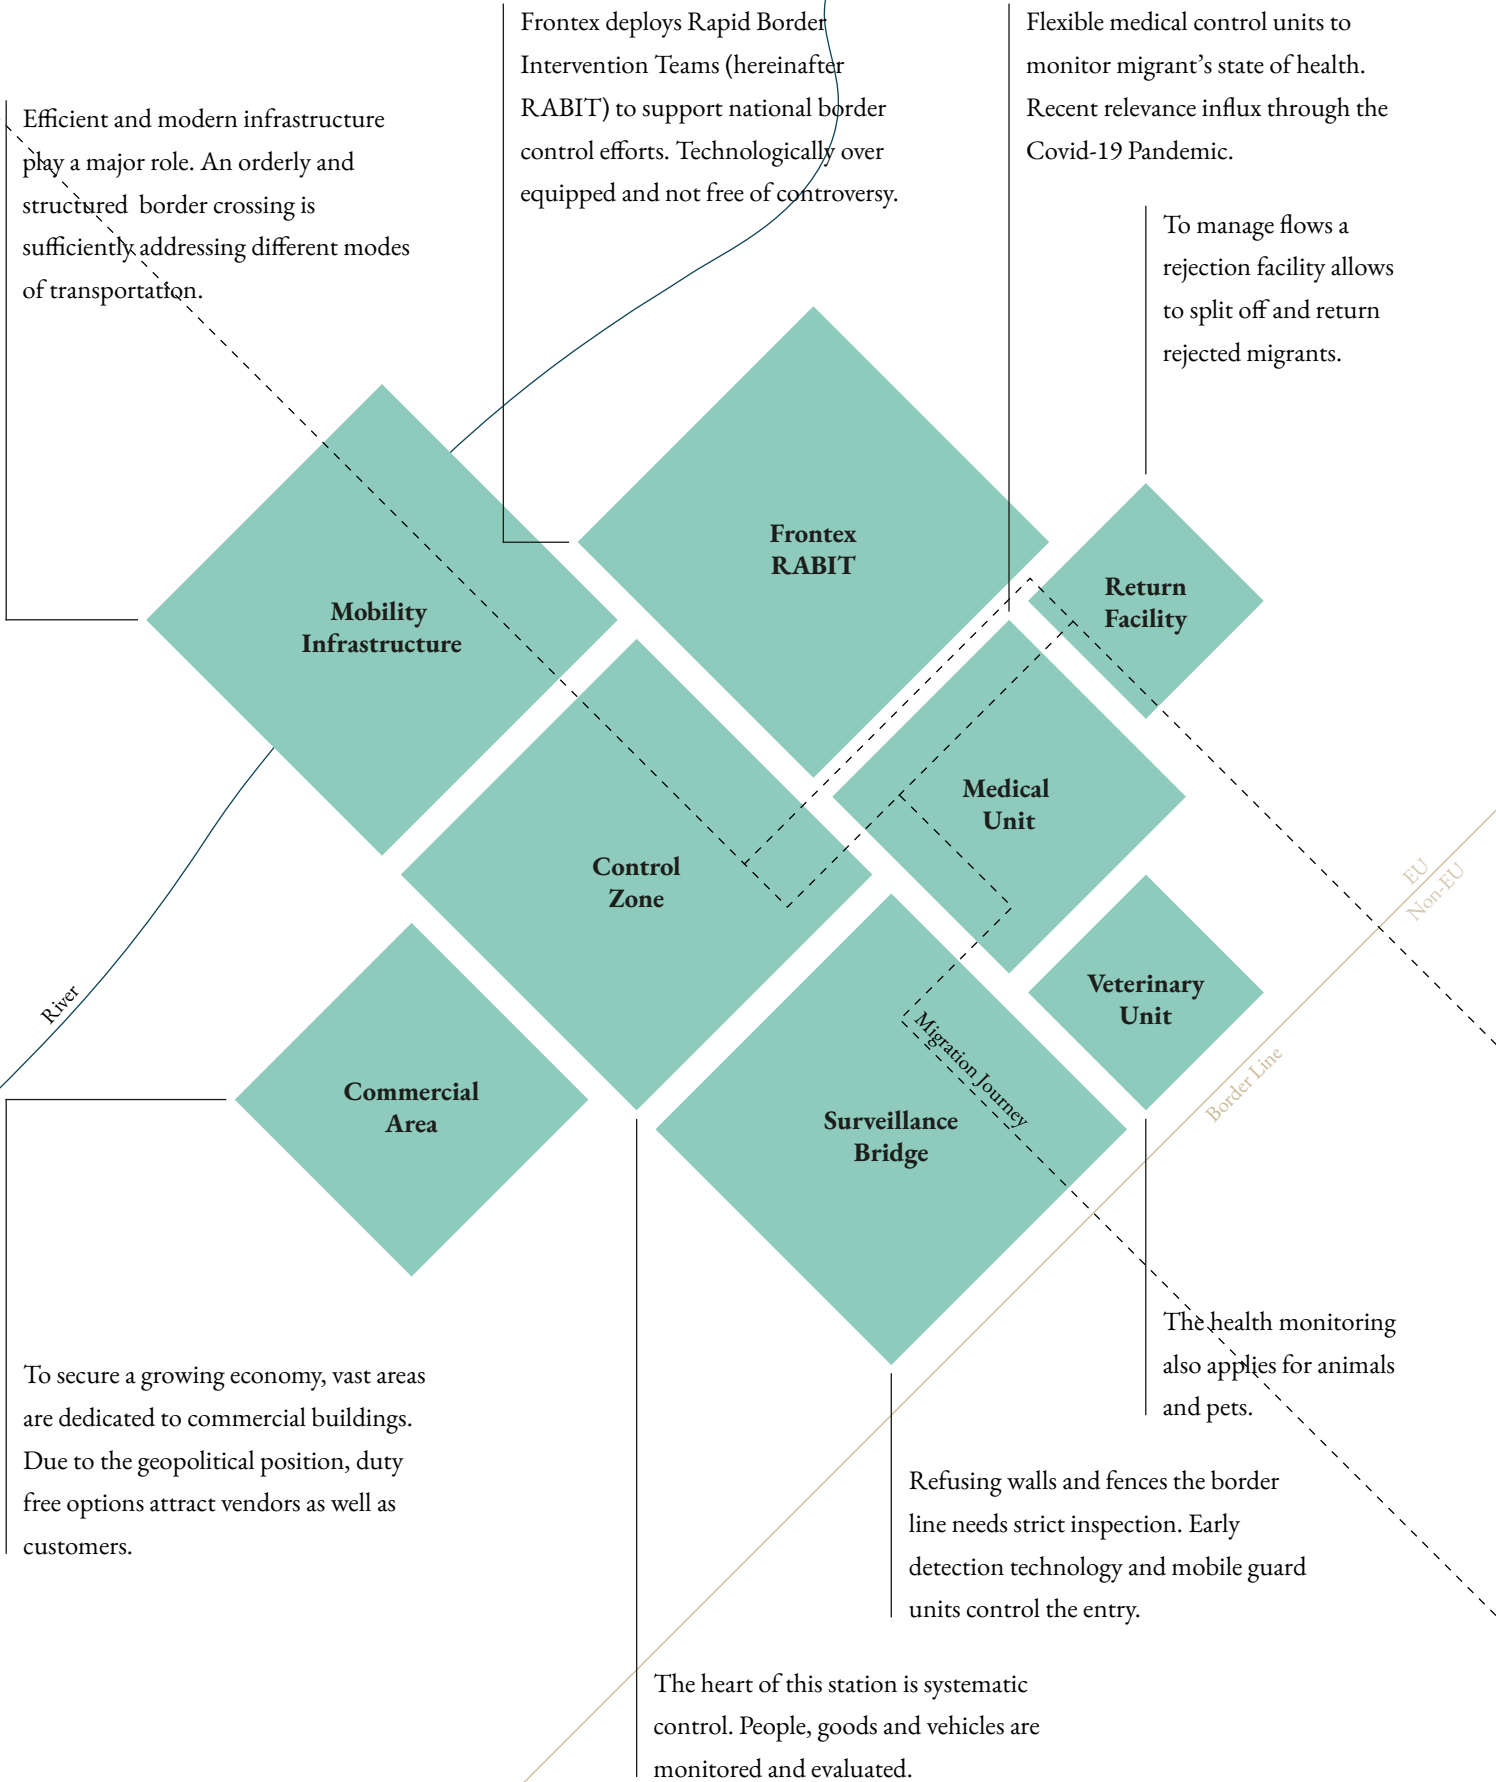 Frontex deploys Rapid Border
Intervention Teams (hereinafter
RABIT) to support national border
control efforts. Technologically over
equipped and not free of controversy.
Flexible medical control units to
monitor migrant’s state of health.
Recent relevance influx through the
Covid-19 Pandemic.
Efficient and modern infrastructure
play a major role. An orderly and
structured  border crossing is
sufficiently addressing different modes
of transportation.
To manage flows a
rejection facility allows
to split off and return
rejected migrants.
Frontex
RABIT
Return
Facility
Mobility
Infrastructure
Medical
Unit
Control
Zone
EU
Non-EU
Veterinary
Unit
River
Migration Journey
Border Line
Commercial
Area
Surveillance
Bridge
The health monitoring
also applies for animals
and pets.
To secure a growing economy, vast areas
are dedicated to commercial buildings.
Due to the geopolitical position, duty
free options attract vendors as well as
customers.
Refusing walls and fences the border
line needs strict inspection. Early
detection technology and mobile guard
units control the entry.
The heart of this station is systematic
control. People, goods and vehicles are
monitored and evaluated.